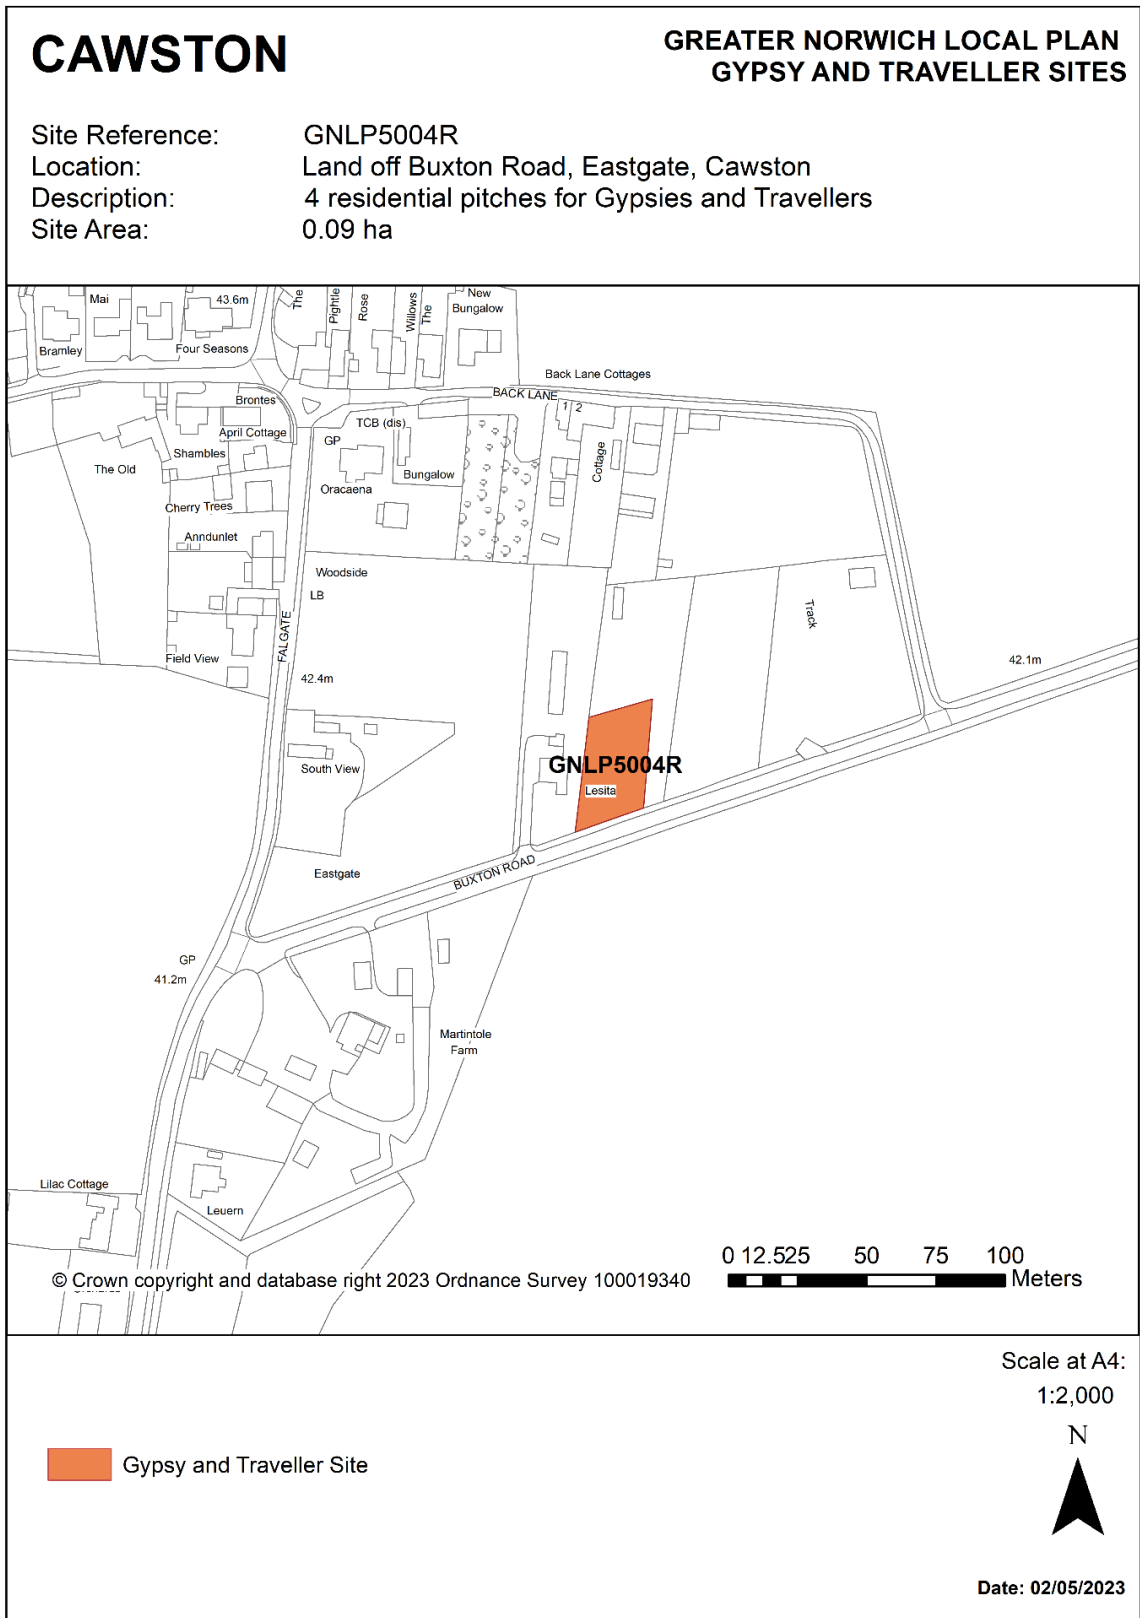 CAWSTON
GREATER NORWICH LOCAL PLAN
GYPSY AND TRAVELLER SITES
Site Reference: GNLP5004R
Location: Land off Buxton Road, Eastgate, Cawston
Description: 4 residential pitches for Gypsies and Travellers
Site Area: 0.09 ha
Mai
43.6m
The
Pightle
Rose
Willows
The
New
Bungalow
Bramley
Four Seasons
Back Lane Cottages
BACK LANE
Brontes
1 2
TCB (dis)
April Cottage
GP
Shambles
Cottage
The Old
Bungalow
Oracaena
Cherry Trees
Anndunlet
Woodside
LB
Track
FALGATE
Field View
42.1m
42.4m
South View
GNLP5004R
Lesita
Eastgate
BUXTON ROAD
GP
41.2m
Martintole
Farm
Lilac Cottage
Leuern
0 12.525 50 75 100
Meters
© Crown copyright and database right 2023 Ordnance Survey 100019340
Scale at A4:
1:2,000
N
Gypsy and Traveller Site
Date: 02/05/2023